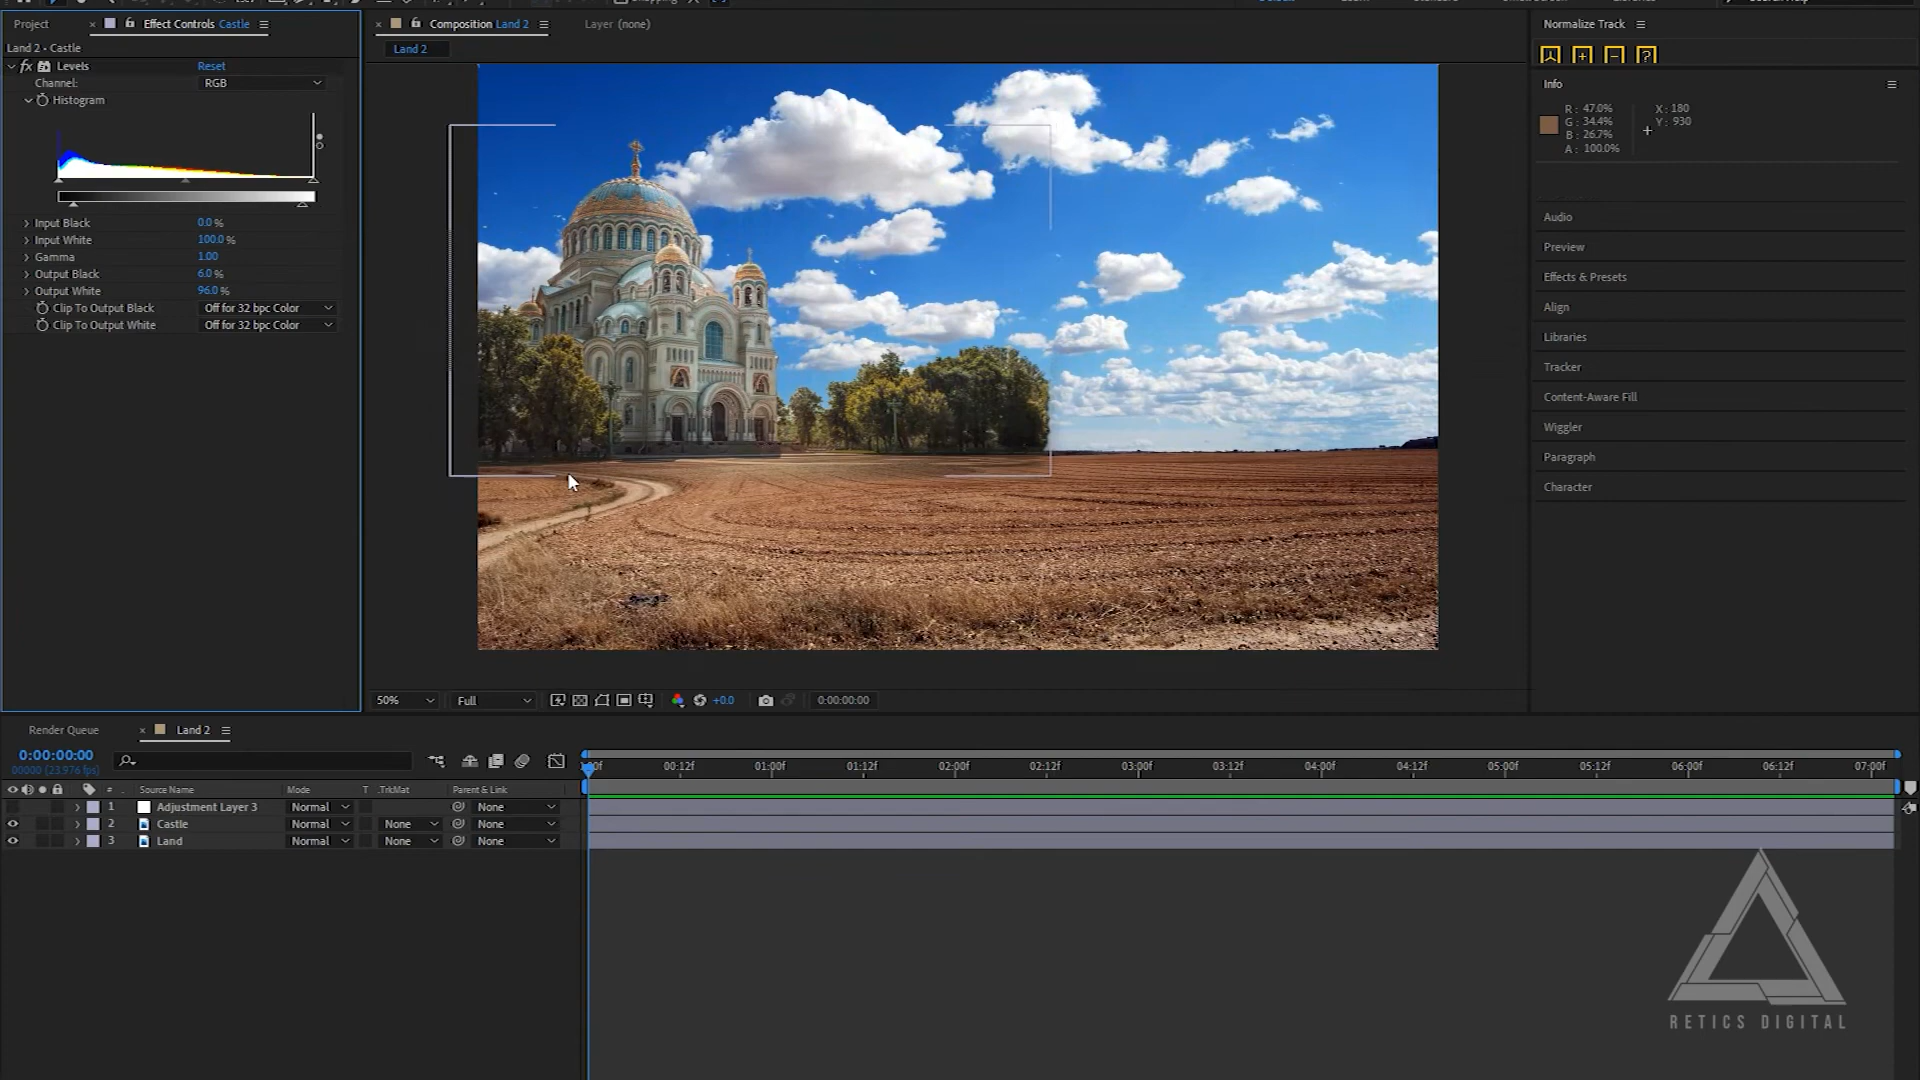 Project
Effect Controls Castle
Composition Land 2
Layer (none)
Normalize Track
Land 2 • Castle
Land 2
fx Levels Reset
Channel: RGB
Histogram
Input Black 0.0 %
Input White 100.0 %
Gamma 1.00
Output Black 6.0 %
Output White 96.0 %
Clip To Output Black Off for 32 bpc Color
Clip To Output White Off for 32 bpc Color
Info
R: 47.0%
G: 34.4%
B: 26.7%
A: 100.0%
X: 180
Y: 930
Audio
Preview
Effects & Presets
Align
Libraries
Tracker
Content-Aware Fill
Wiggler
Paragraph
Character
50% Full +0.0 0:00:00:00
Render Queue
Land 2
0:00:00:00
00000 (23.976 fps)
00:12f 01:00f 01:12f 02:00f 02:12f 03:00f 03:12f 04:00f 04:12f 05:00f 05:12f 06:00f 06:12f 07:00f
# Source Name Mode T .TrkMat Parent & Link
1 Adjustment Layer 3 Normal None
2 Castle Normal None None
3 Land Normal None None
RETICS DIGITAL